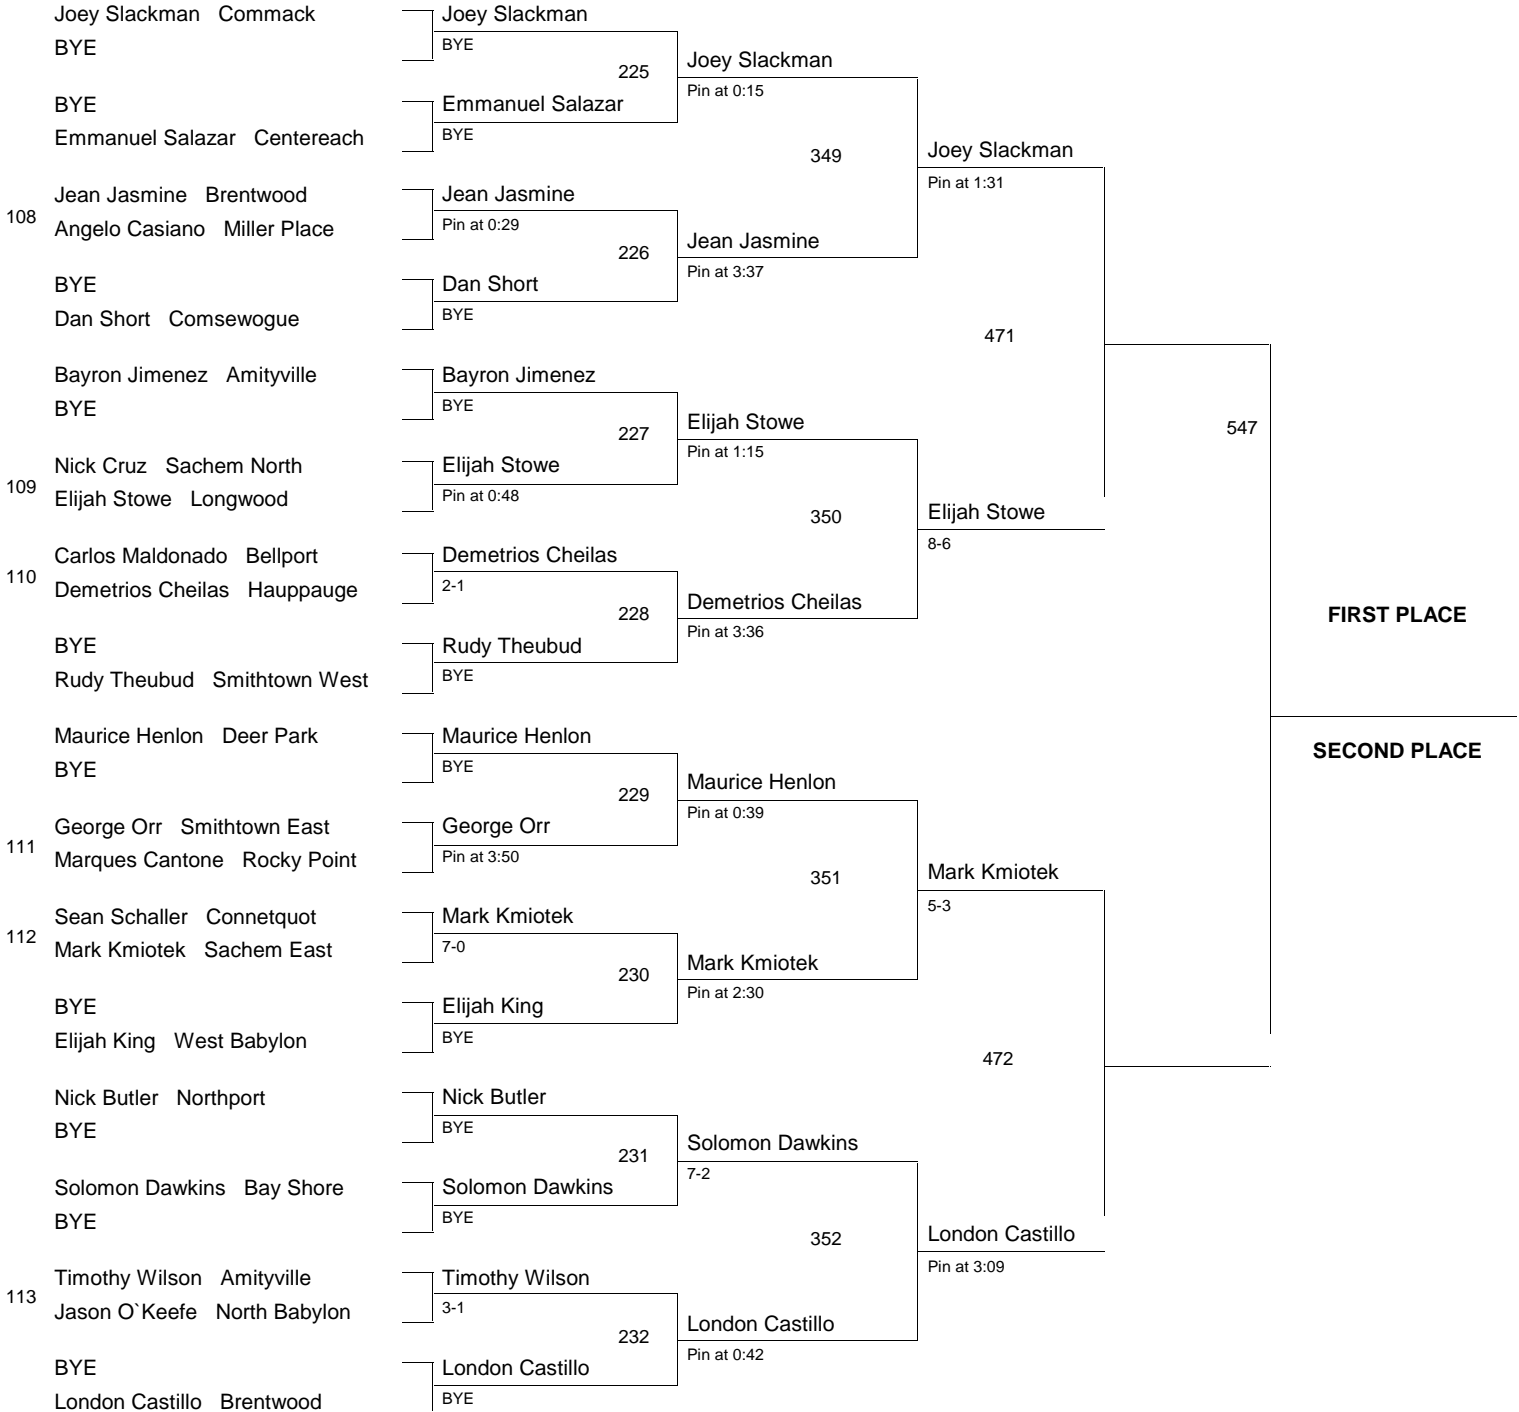 Joey Slackman Commack
BYE
BYE
Emmanuel Salazar Centereach
108
Jean Jasmine Brentwood
Angelo Casiano Miller Place
BYE
Dan Short Comsewogue
Bayron Jimenez Amityville
BYE
109
Nick Cruz Sachem North
Elijah Stowe Longwood
110
Carlos Maldonado Bellport
Demetrios Cheilas Hauppauge
BYE
Rudy Theubud Smithtown West
Maurice Henlon Deer Park
BYE
111
George Orr Smithtown East
Marques Cantone Rocky Point
112
Sean Schaller Connetquot
Mark Kmiotek Sachem East
BYE
Elijah King West Babylon
Nick Butler Northport
BYE
Solomon Dawkins Bay Shore
BYE
113
Timothy Wilson Amityville
Jason O`Keefe North Babylon
BYE
London Castillo Brentwood
Joey Slackman
BYE
225
Emmanuel Salazar
BYE
Jean Jasmine
Pin at 0:29
226
Dan Short
BYE
Bayron Jimenez
BYE
227
Elijah Stowe
Pin at 0:48
Demetrios Cheilas
2-1
228
Rudy Theubud
BYE
Maurice Henlon
BYE
229
George Orr
Pin at 3:50
Mark Kmiotek
7-0
230
Elijah King
BYE
Nick Butler
BYE
231
Solomon Dawkins
BYE
Timothy Wilson
3-1
232
London Castillo
BYE
Joey Slackman
Pin at 0:15
349
Jean Jasmine
Pin at 3:37
Elijah Stowe
Pin at 1:15
350
Demetrios Cheilas
Pin at 3:36
Maurice Henlon
Pin at 0:39
351
Mark Kmiotek
Pin at 2:30
Solomon Dawkins
7-2
352
London Castillo
Pin at 0:42
Joey Slackman
Pin at 1:31
471
Elijah Stowe
8-6
Mark Kmiotek
5-3
472
London Castillo
Pin at 3:09
547
FIRST PLACE
SECOND PLACE